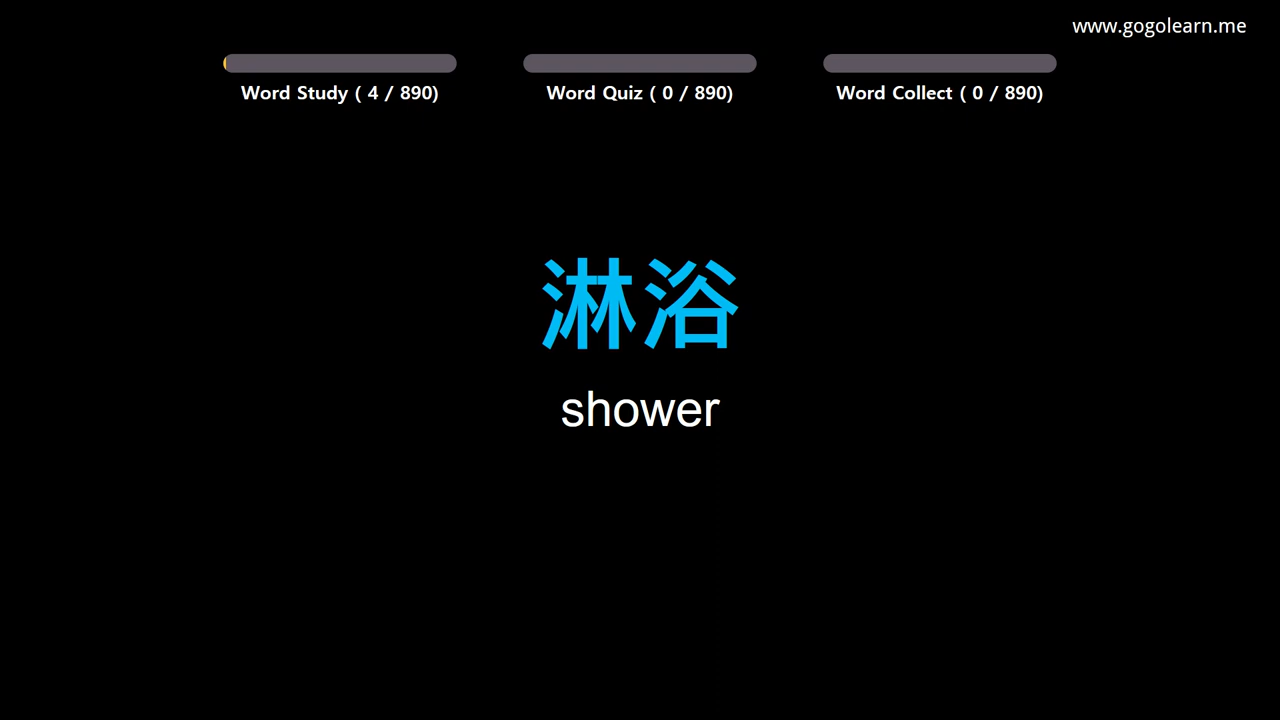 www.gogolearn.me
Word Study ( 4 / 890)
Word Quiz ( 0 / 890)
Word Collect ( 0 / 890)
淋浴
shower